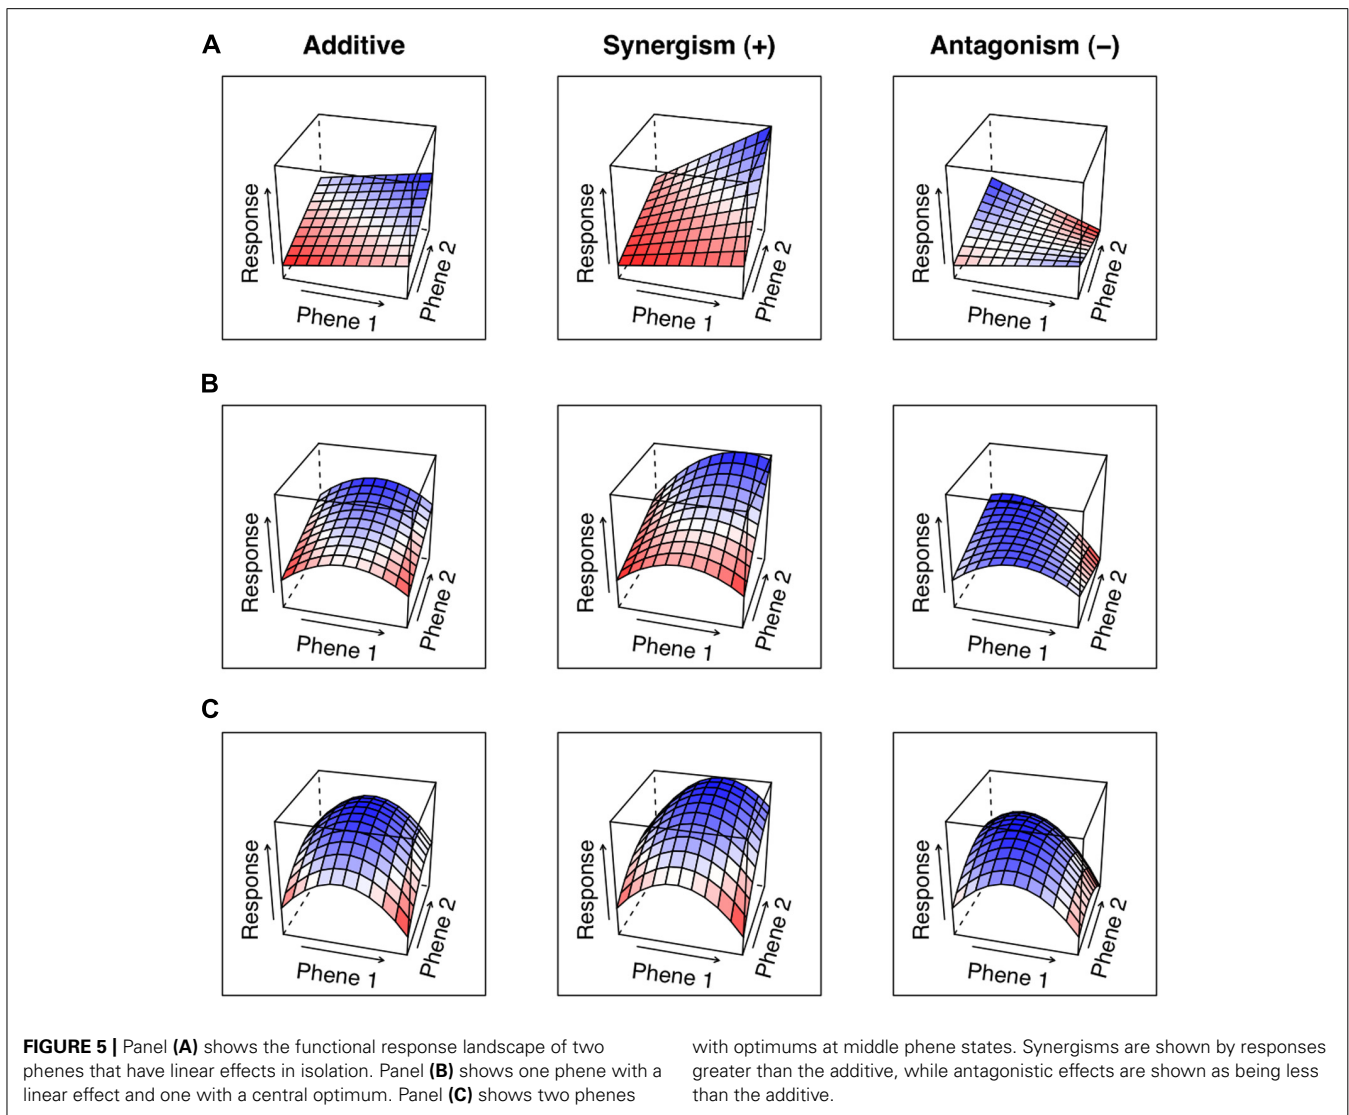 A Additive Synergism (+) Antagonism (–)
Response Phene 1 Phene 2
Response Phene 1 Phene 2
Response Phene 1 Phene 2
B
Response Phene 1 Phene 2
Response Phene 1 Phene 2
Response Phene 1 Phene 2
C
Response Phene 1 Phene 2
Response Phene 1 Phene 2
Response Phene 1 Phene 2
FIGURE 5 | Panel (A) shows the functional response landscape of two
phenes that have linear effects in isolation. Panel (B) shows one phene with a
linear effect and one with a central optimum. Panel (C) shows two phenes
with optimums at middle phene states. Synergisms are shown by responses
greater than the additive, while antagonistic effects are shown as being less
than the additive.